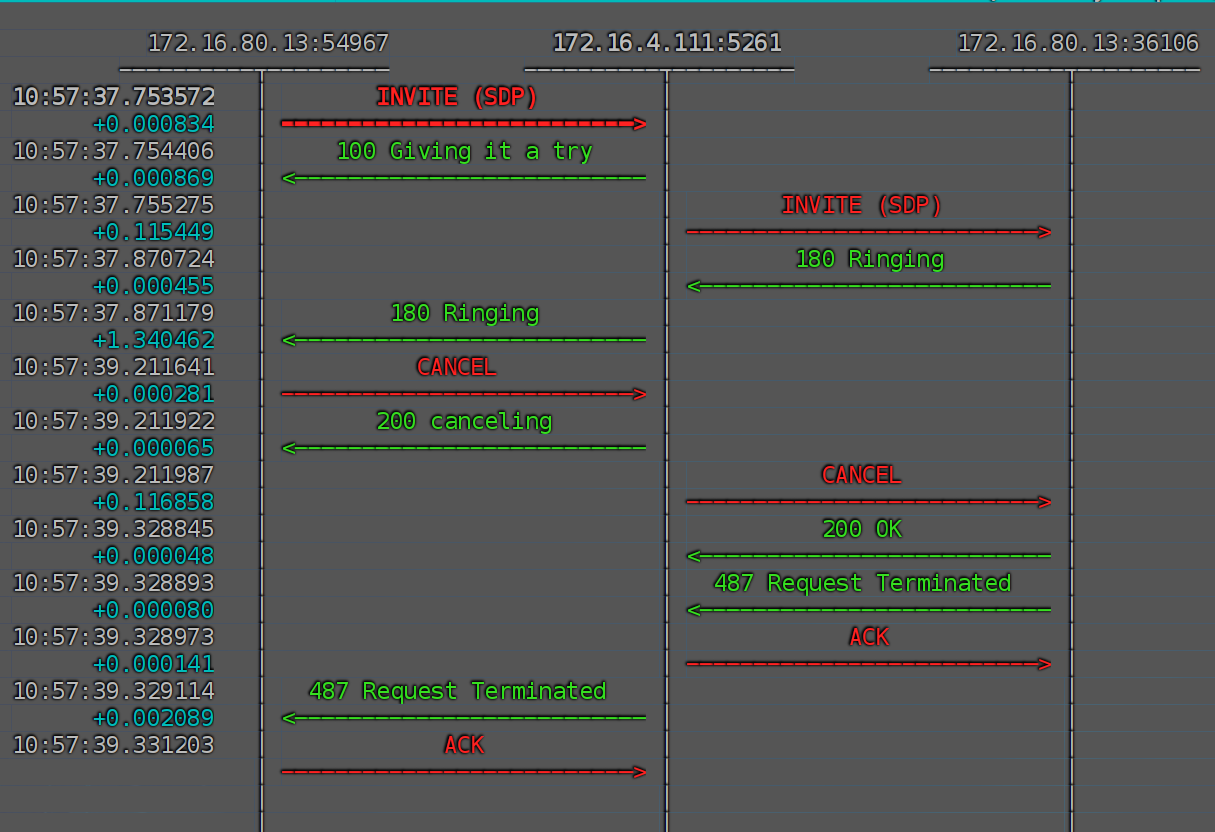 172.16.80.13:54967 172.16.4.111:5261 172.16.80.13:36106
10:57:37.753572 INVITE (SDP)
+0.000834
10:57:37.754406 100 Giving it a try
+0.000869
10:57:37.755275 INVITE (SDP)
+0.115449
10:57:37.870724 180 Ringing
+0.000455
10:57:37.871179 180 Ringing
+1.340462
10:57:39.211641 CANCEL
+0.000281
10:57:39.211922 200 canceling
+0.000065
10:57:39.211987 CANCEL
+0.116858
10:57:39.328845 200 OK
+0.000048
10:57:39.328893 487 Request Terminated
+0.000080
10:57:39.328973 ACK
+0.000141
10:57:39.329114 487 Request Terminated
+0.002089
10:57:39.331203 ACK